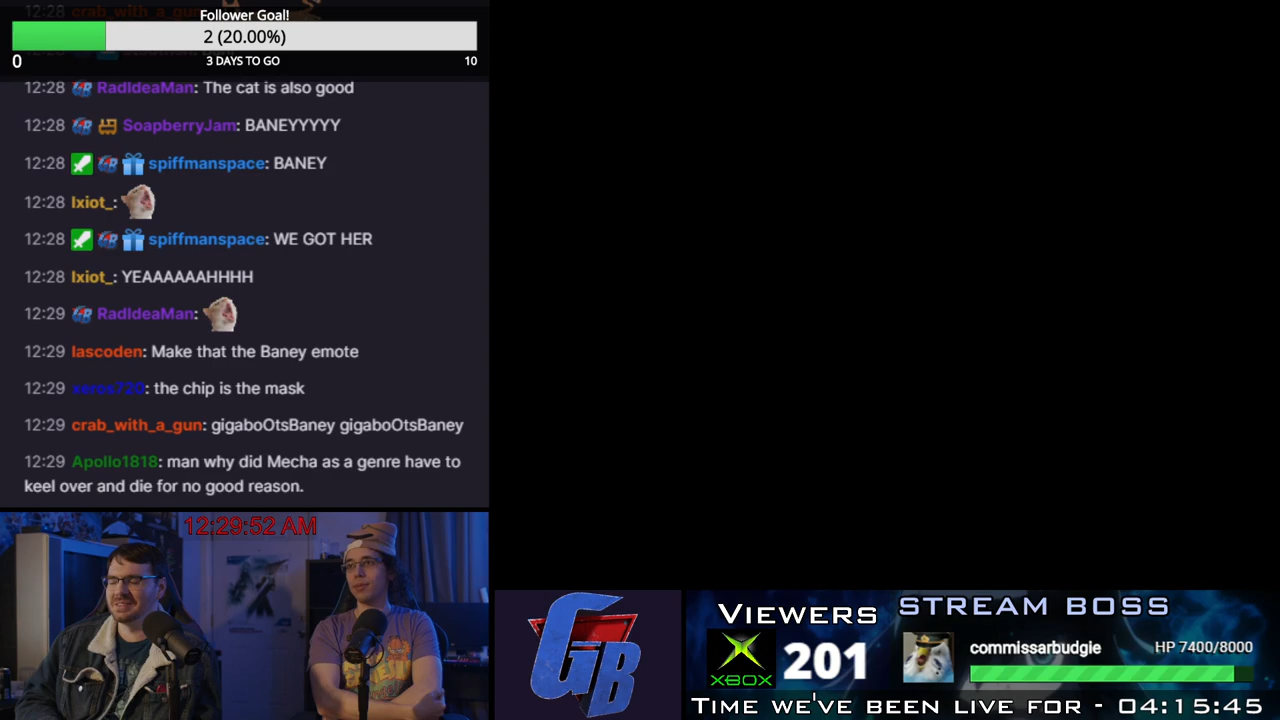 Follower Goal!
2 (20.00%)
0
3 DAYS TO GO
10
12:28 RadIdeaMan: The cat is also good
12:28 SoapberryJam: BANEYYYYY
12:28 spiffmanspace: BANEY
12:28 Ixiot_:
12:28 spiffmanspace: WE GOT HER
12:28 Ixiot_: YEAAAAAAHHHH
12:29 RadIdeaMan:
12:29 lascoden: Make that the Baney emote
12:29 xeros720: the chip is the mask
12:29 crab_with_a_gun: gigaboOtsBaney gigaboOtsBaney
12:29 Apollo1818: man why did Mecha as a genre have to
keel over and die for no good reason.
12:29:52 AM
GB
VIEWERS
XBOX
201
STREAM BOSS
commissarbudgie
HP 7400/8000
TIME WE'VE BEEN LIVE FOR - 04:15:45